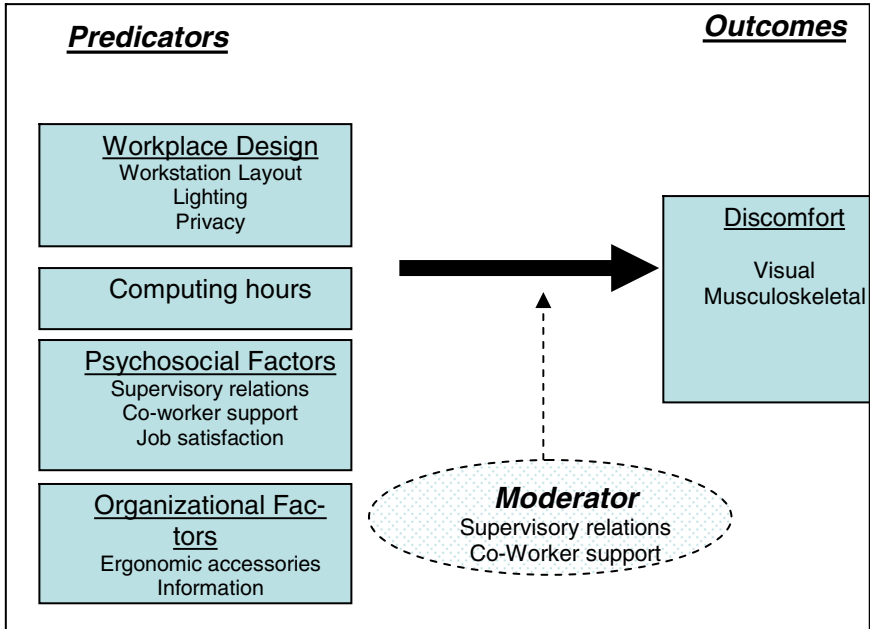 Predicators
Outcomes
Workplace Design
Workstation Layout
Lighting
Privacy
Computing hours
Psychosocial Factors
Supervisory relations
Co-worker support
Job satisfaction
Organizational Fac-
tors
Ergonomic accessories
Information
Discomfort
Visual
Musculoskeletal
Moderator
Supervisory relations
Co-Worker support